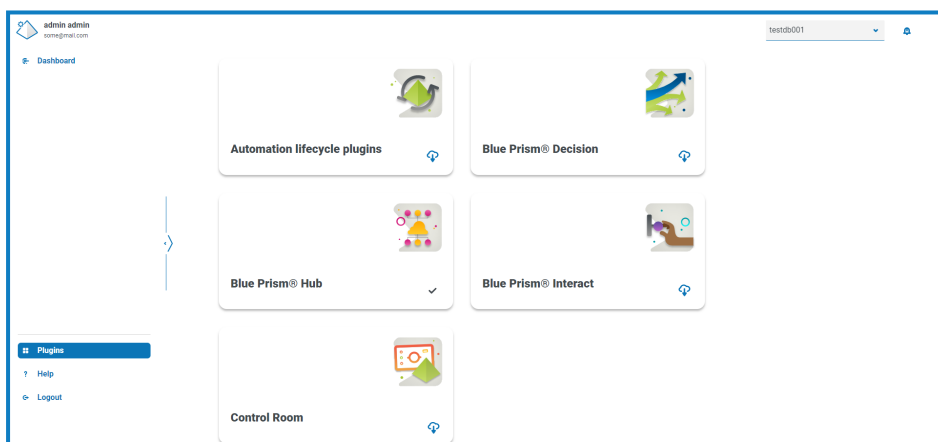 admin admin
some@mail.com
testdb001
Dashboard
Automation lifecycle plugins
Blue Prism® Decision
Blue Prism® Hub
Blue Prism® Interact
Control Room
Plugins
? Help
Logout